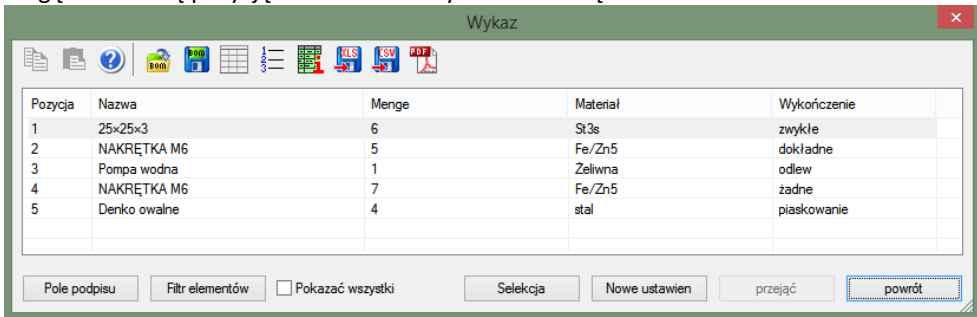 Wykaz
Pozycja Nazwa Menge Materiał Wykończenie
1 25×25×3 6 St3s zwykłe
2 NAKRĘTKA M6 5 Fe/Zn5 dokładne
3 Pompa wodna 1 Żeliwna odlew
4 NAKRĘTKA M6 7 Fe/Zn5 żadne
5 Denko owalne 4 stal piaskowanie
Pole podpisu Filtr elementów Pokazać wszystki Selekcja Nowe ustawien przejąć powrót